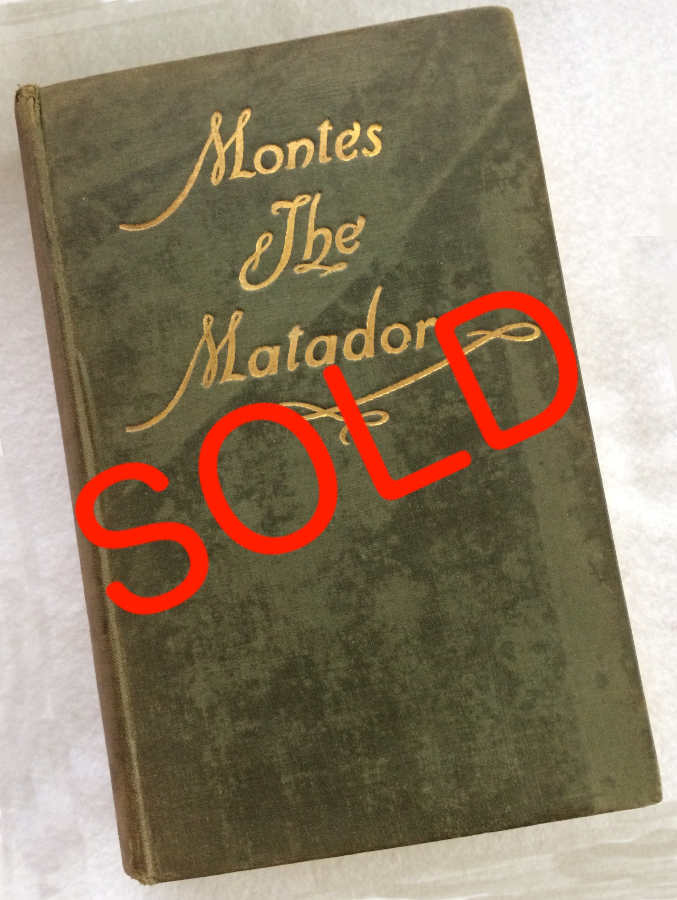 Montes
The
Matador
SOLD